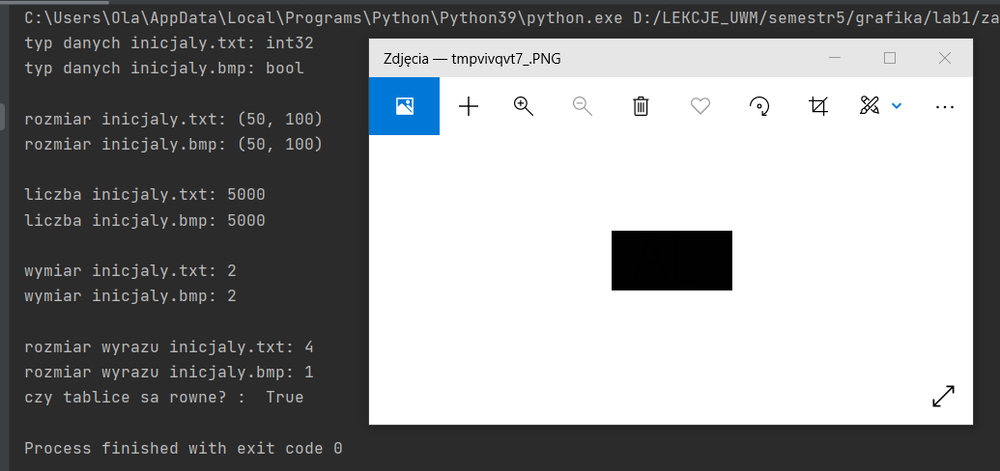 C:\Users\Ola\AppData\Local\Programs\Python\Python39\python.exe D:/LEKCJE_UWM/semestr5/grafika/lab1/za
typ danych inicjaly.txt: int32
typ danych inicjaly.bmp: bool
rozmiar inicjaly.txt: (50, 100)
rozmiar inicjaly.bmp: (50, 100)
liczba inicjaly.txt: 5000
liczba inicjaly.bmp: 5000
wymiar inicjaly.txt: 2
wymiar inicjaly.bmp: 2
rozmiar wyrazu inicjaly.txt: 4
rozmiar wyrazu inicjaly.bmp: 1
czy tablice sa rowne? :  True
Process finished with exit code 0
Zdjęcia — tmpvivqvt7_.PNG